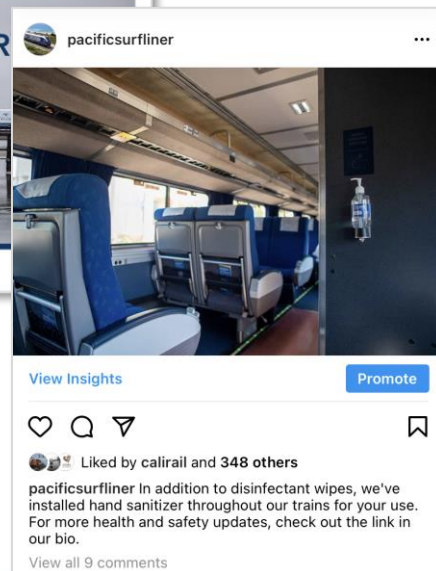 R
pacificsurfliner
View Insights
Promote
Liked by calirail and 348 others
pacificsurfliner In addition to disinfectant wipes, we've
installed hand sanitizer throughout our trains for your use.
For more health and safety updates, check out the link in
our bio.
View all 9 comments